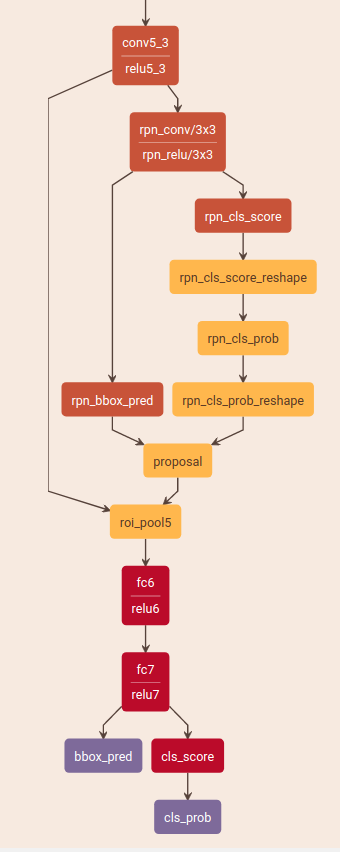 conv5_3
relu5_3
rpn_conv/3x3
rpn_relu/3x3
rpn_cls_score
rpn_cls_score_reshape
rpn_cls_prob
rpn_bbox_pred
rpn_cls_prob_reshape
proposal
roi_pool5
fc6
relu6
fc7
relu7
bbox_pred
cls_score
cls_prob